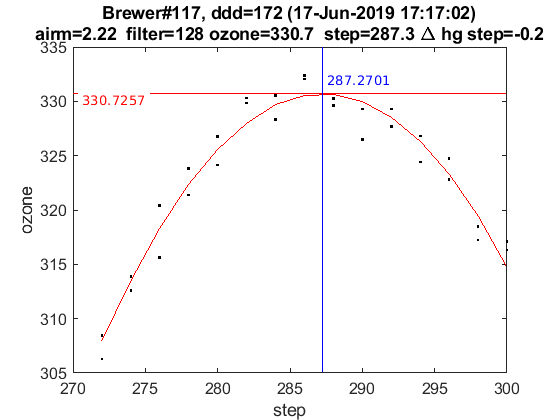 Brewer#117, ddd=172 (17-Jun-2019 17:17:02)
airm=2.22 filter=128 ozone=330.7 step=287.3 Δ hg step=-0.2
335
330
325
320
315
310
305
ozone
287.2701
330.7257
270 275 280 285 290 295 300
step